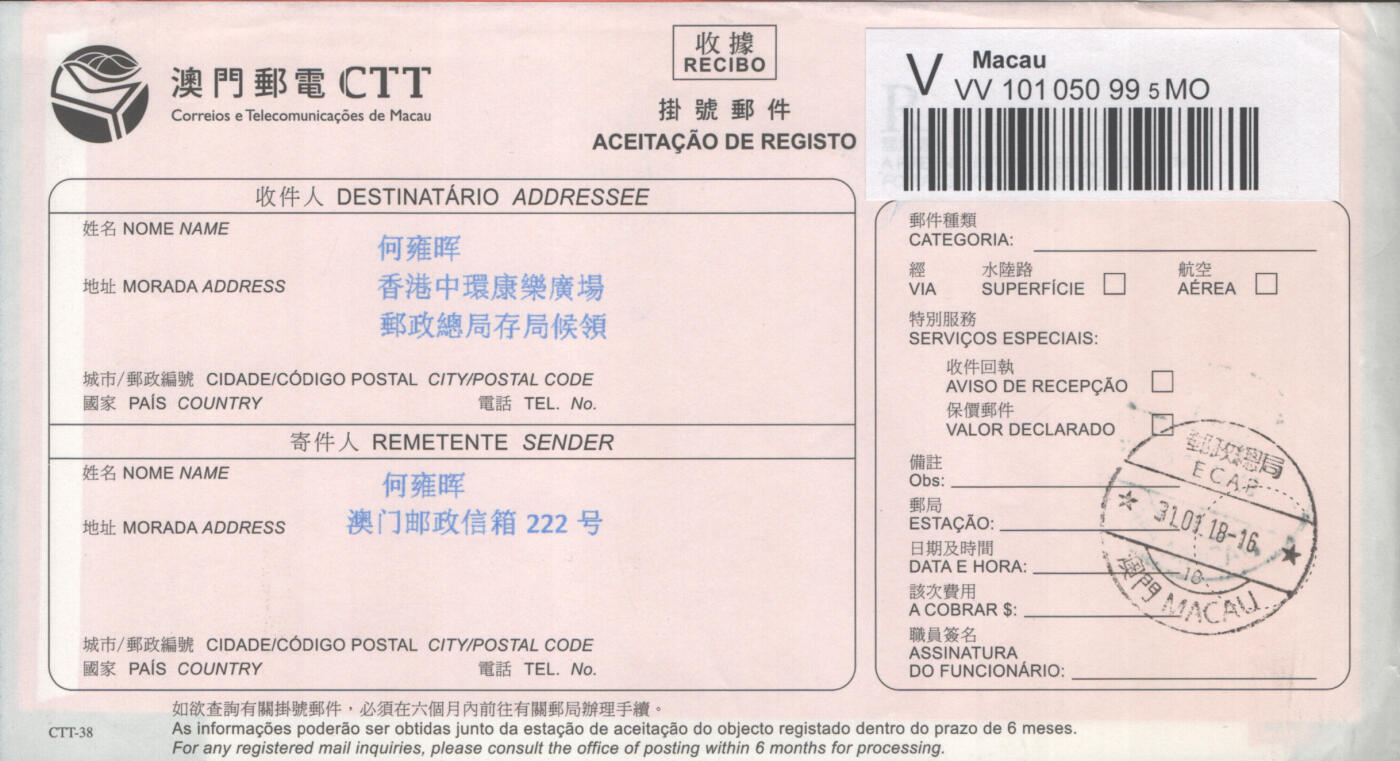 澳門郵電 CTT
Correios e Telecomunicações de Macau
收據
RECIBO
掛號郵件
ACEITAÇÃO DE REGISTO
V Macau
VV 101 050 99 5 MO
收件人 DESTINATÁRIO ADDRESSEE
姓名 NOME NAME
何雍晖
地址 MORADA ADDRESS
香港中環康樂廣場
郵政總局存局候領
城市/郵政編號 CIDADE/CÓDIGO POSTAL CITY/POSTAL CODE
國家 PAÍS COUNTRY 電話 TEL. No.
寄件人 REMETENTE SENDER
姓名 NOME NAME
何雍晖
地址 MORADA ADDRESS
澳门邮政信箱 222 号
城市/郵政編號 CIDADE/CÓDIGO POSTAL CITY/POSTAL CODE
國家 PAÍS COUNTRY 電話 TEL. No.
郵件種類
CATEGORIA:
經 水陸路 航空
VIA SUPERFÍCIE AÉREA
特別服務
SERVIÇOS ESPECIAIS:
收件回執
AVISO DE RECEPÇÃO
保價郵件
VALOR DECLARADO
備註
Obs:
郵局
ESTAÇÃO:
日期及時間
DATA E HORA:
該次費用
A COBRAR $:
職員簽名
ASSINATURA
DO FUNCIONÁRIO:
郵政總局
31.01.18-16
18
澳門 MACAU
如欲查詢有關掛號郵件，必須在六個月內前往有關郵局辦理手續。
CTT-38
As informações poderão ser obtidas junto da estação de aceitação do objecto registado dentro do prazo de 6 meses.
For any registered mail inquiries, please consult the office of posting within 6 months for processing.